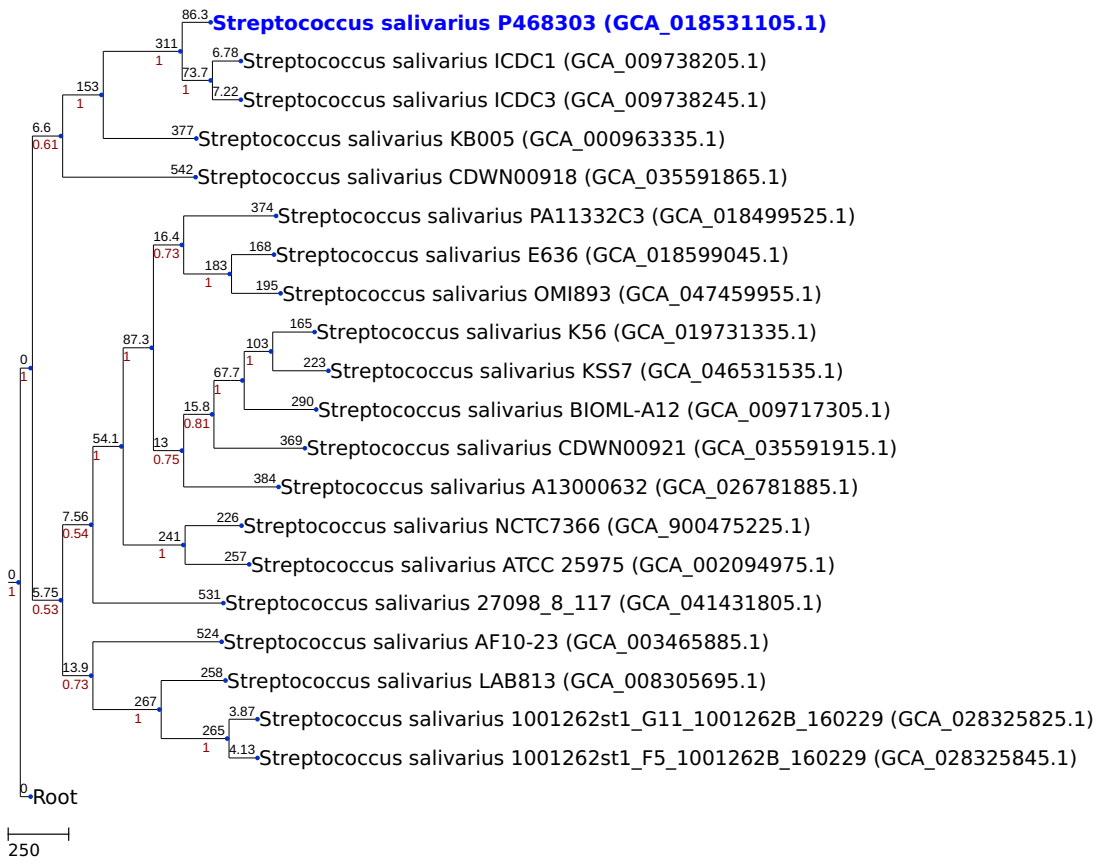 86.3 Streptococcus salivarius P468303 (GCA_018531105.1)
311
1
6.78 Streptococcus salivarius ICDC1 (GCA_009738205.1)
73.7
1
7.22 Streptococcus salivarius ICDC3 (GCA_009738245.1)
153
1
377 Streptococcus salivarius KB005 (GCA_000963335.1)
6.6
0.61
542 Streptococcus salivarius CDWN00918 (GCA_035591865.1)
374 Streptococcus salivarius PA11332C3 (GCA_018499525.1)
16.4
0.73
168 Streptococcus salivarius E636 (GCA_018599045.1)
183
1
195 Streptococcus salivarius OMI893 (GCA_047459955.1)
87.3
1
165 Streptococcus salivarius K56 (GCA_019731335.1)
103
1
223 Streptococcus salivarius KSS7 (GCA_046531535.1)
67.7
1
290 Streptococcus salivarius BIOML-A12 (GCA_009717305.1)
15.8
0.81
369 Streptococcus salivarius CDWN00921 (GCA_035591915.1)
13
0.75
384 Streptococcus salivarius A13000632 (GCA_026781885.1)
0
1
54.1
1
226 Streptococcus salivarius NCTC7366 (GCA_900475225.1)
241
1
257 Streptococcus salivarius ATCC 25975 (GCA_002094975.1)
7.56
0.54
531 Streptococcus salivarius 27098_8_117 (GCA_041431805.1)
0
1
5.75
0.53
524 Streptococcus salivarius AF10-23 (GCA_003465885.1)
13.9
0.73
258 Streptococcus salivarius LAB813 (GCA_008305695.1)
267
1
3.87 Streptococcus salivarius 1001262st1_G11_1001262B_160229 (GCA_028325825.1)
265
1
4.13 Streptococcus salivarius 1001262st1_F5_1001262B_160229 (GCA_028325845.1)
0 Root
250